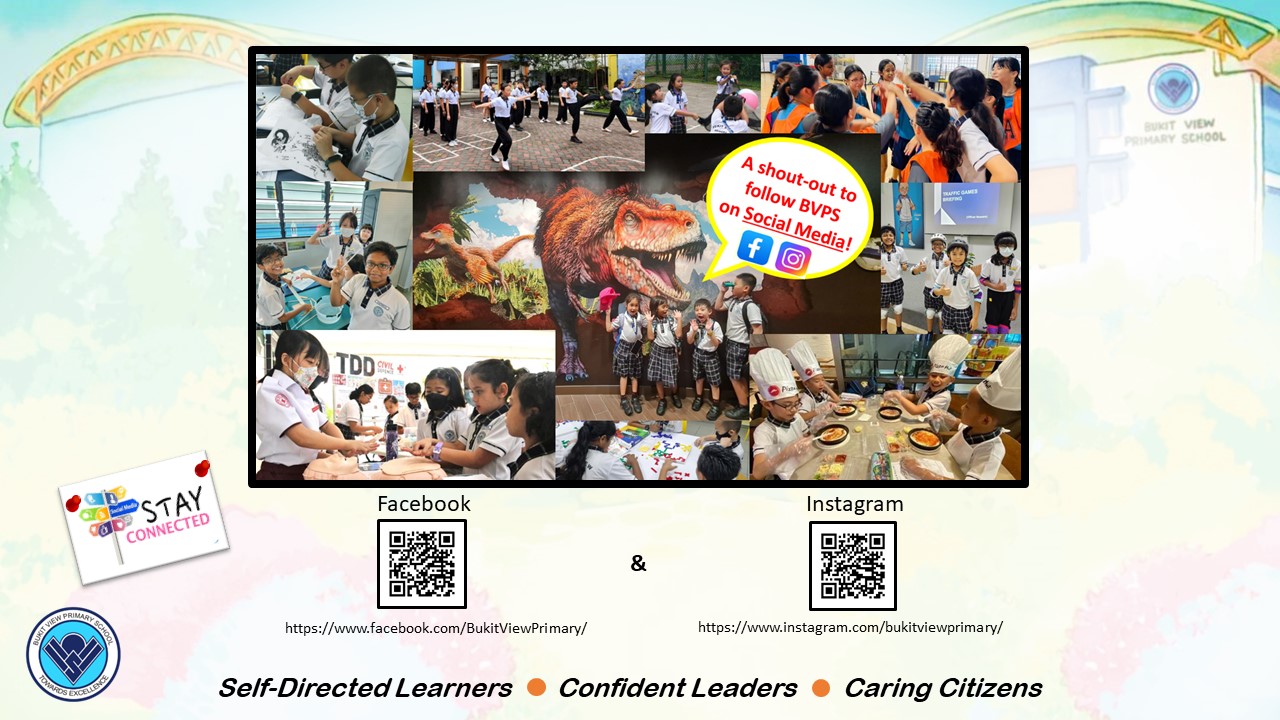 BUKIT VIEW
PRIMARY SCHOOL
A shout-out to
follow BVPS
on Social Media!
TRAFFIC GAMES
BRIEFING
TDD
CIVIL
DEFENCE
Social Media
STAY
CONNECTED
Facebook
Instagram
&
https://www.facebook.com/BukitViewPrimary/
https://www.instagram.com/bukitviewprimary/
BUKIT VIEW PRIMARY SCHOOL
TOWARDS EXCELLENCE
Self-Directed Learners
Confident Leaders
Caring Citizens